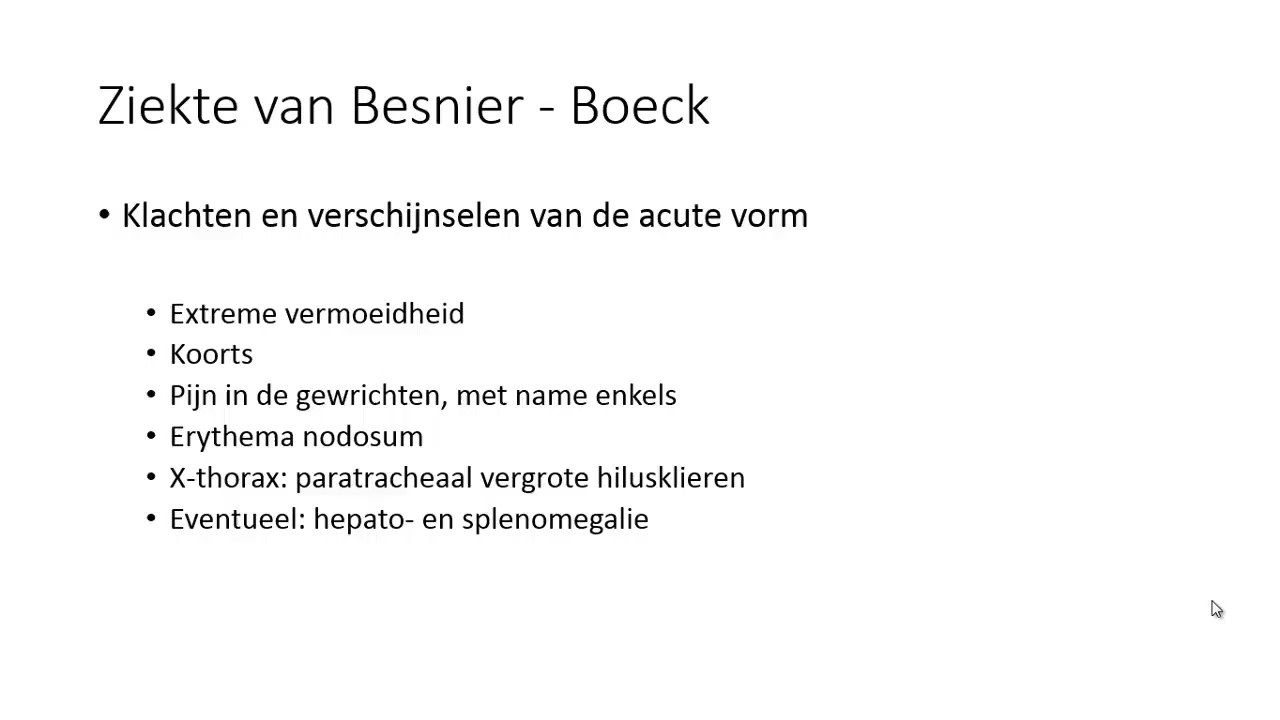 Ziekte van Besnier - Boeck
• Klachten en verschijnselen van de acute vorm
• Extreme vermoeidheid
• Koorts
• Pijn in de gewrichten, met name enkels
• Erythema nodosum
• X-thorax: paratracheaal vergrote hilusklieren
• Eventueel: hepato- en splenomegalie